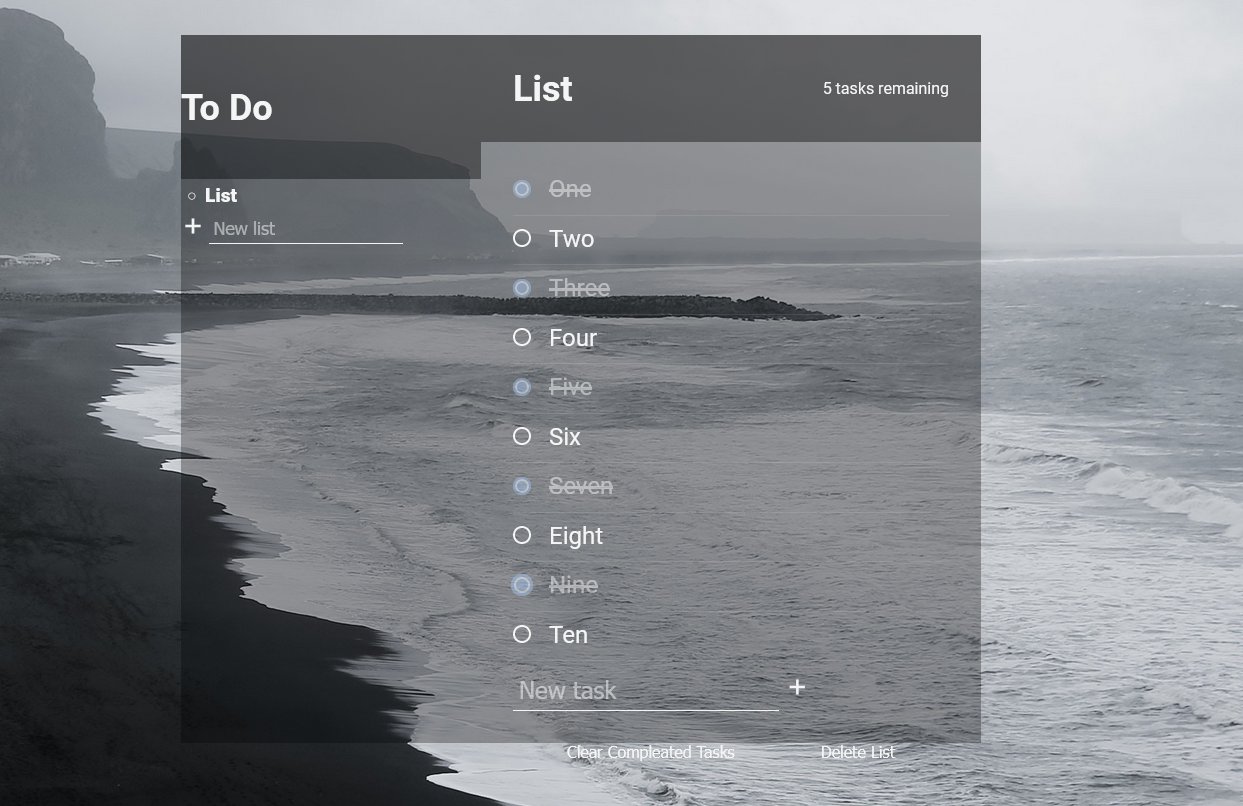 To Do
List
New list
List
5 tasks remaining
One
Two
Three
Four
Five
Six
Seven
Eight
Nine
Ten
New task
Clear Compleated Tasks
Delete List